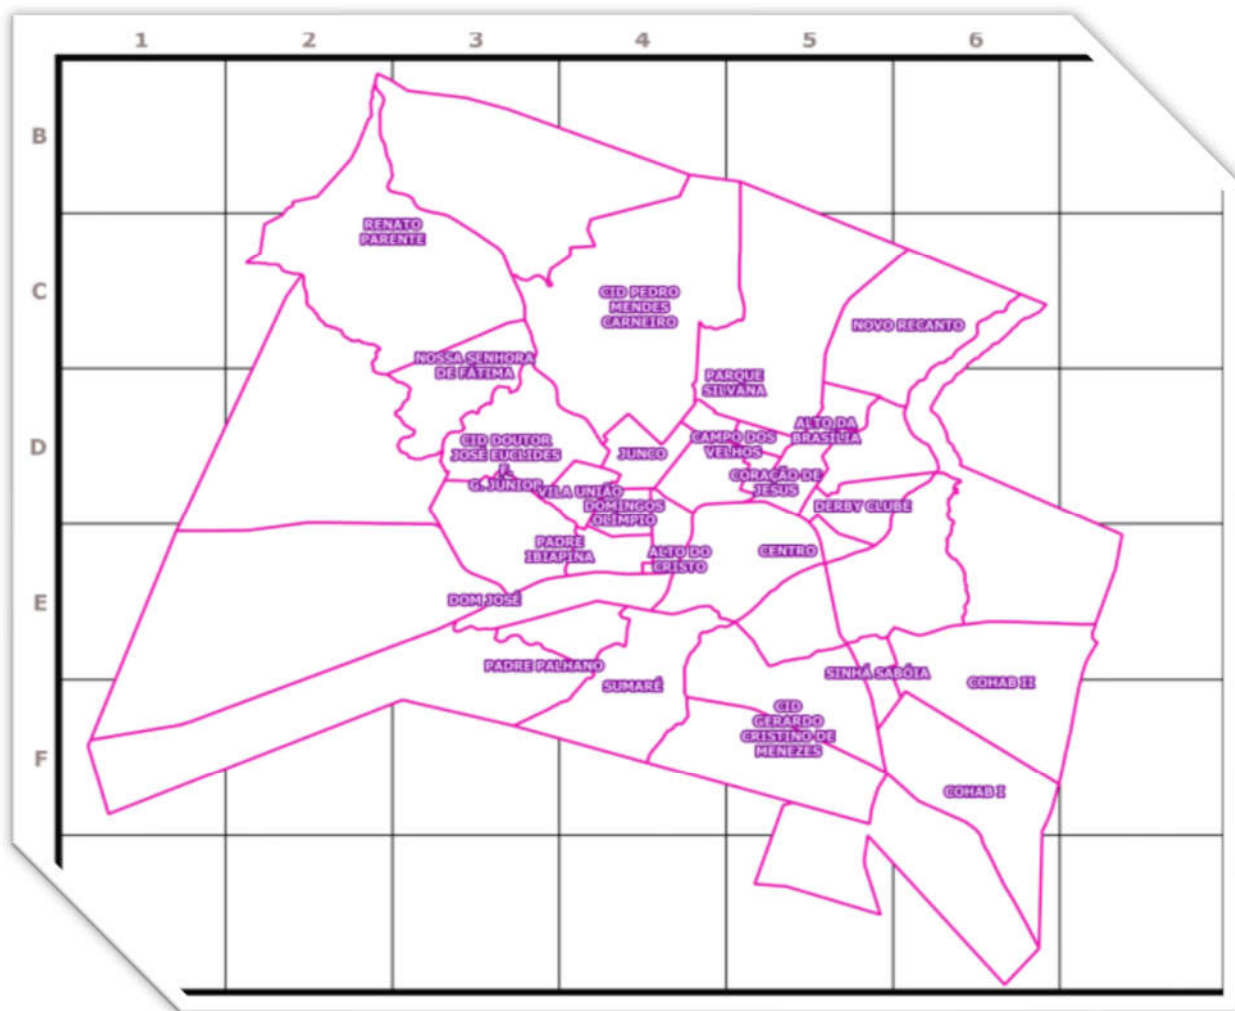 1 2 3 4 5 6
B
RENATO
PARENTE
C
CID PEDRO
MENDES
CARNEIRO
NOVO RECANTO
NOSSA SENHORA
DE FÁTIMA
PARQUE
SILVANA
D
CID DOUTOR
JOSE EUCLIDES
F.
G. JÚNIOR
JUNCO
CAMPO DOS
VELHOS
ALTO DA
BRASÍLIA
CORAÇÃO DE
JESUS
VILA UNIÃO
DOMINGOS
OLÍMPIO
DERBY CLUBE
PADRE
IBIAPINA
ALTO DO
CRISTO
CENTRO
E
DOM JOSÉ
PADRE PALHANO
SUMARÉ
SINHÁ SABÓIA
COHAB II
F
CID
GERARDO
CRISTINO DE
MENEZES
COHAB I